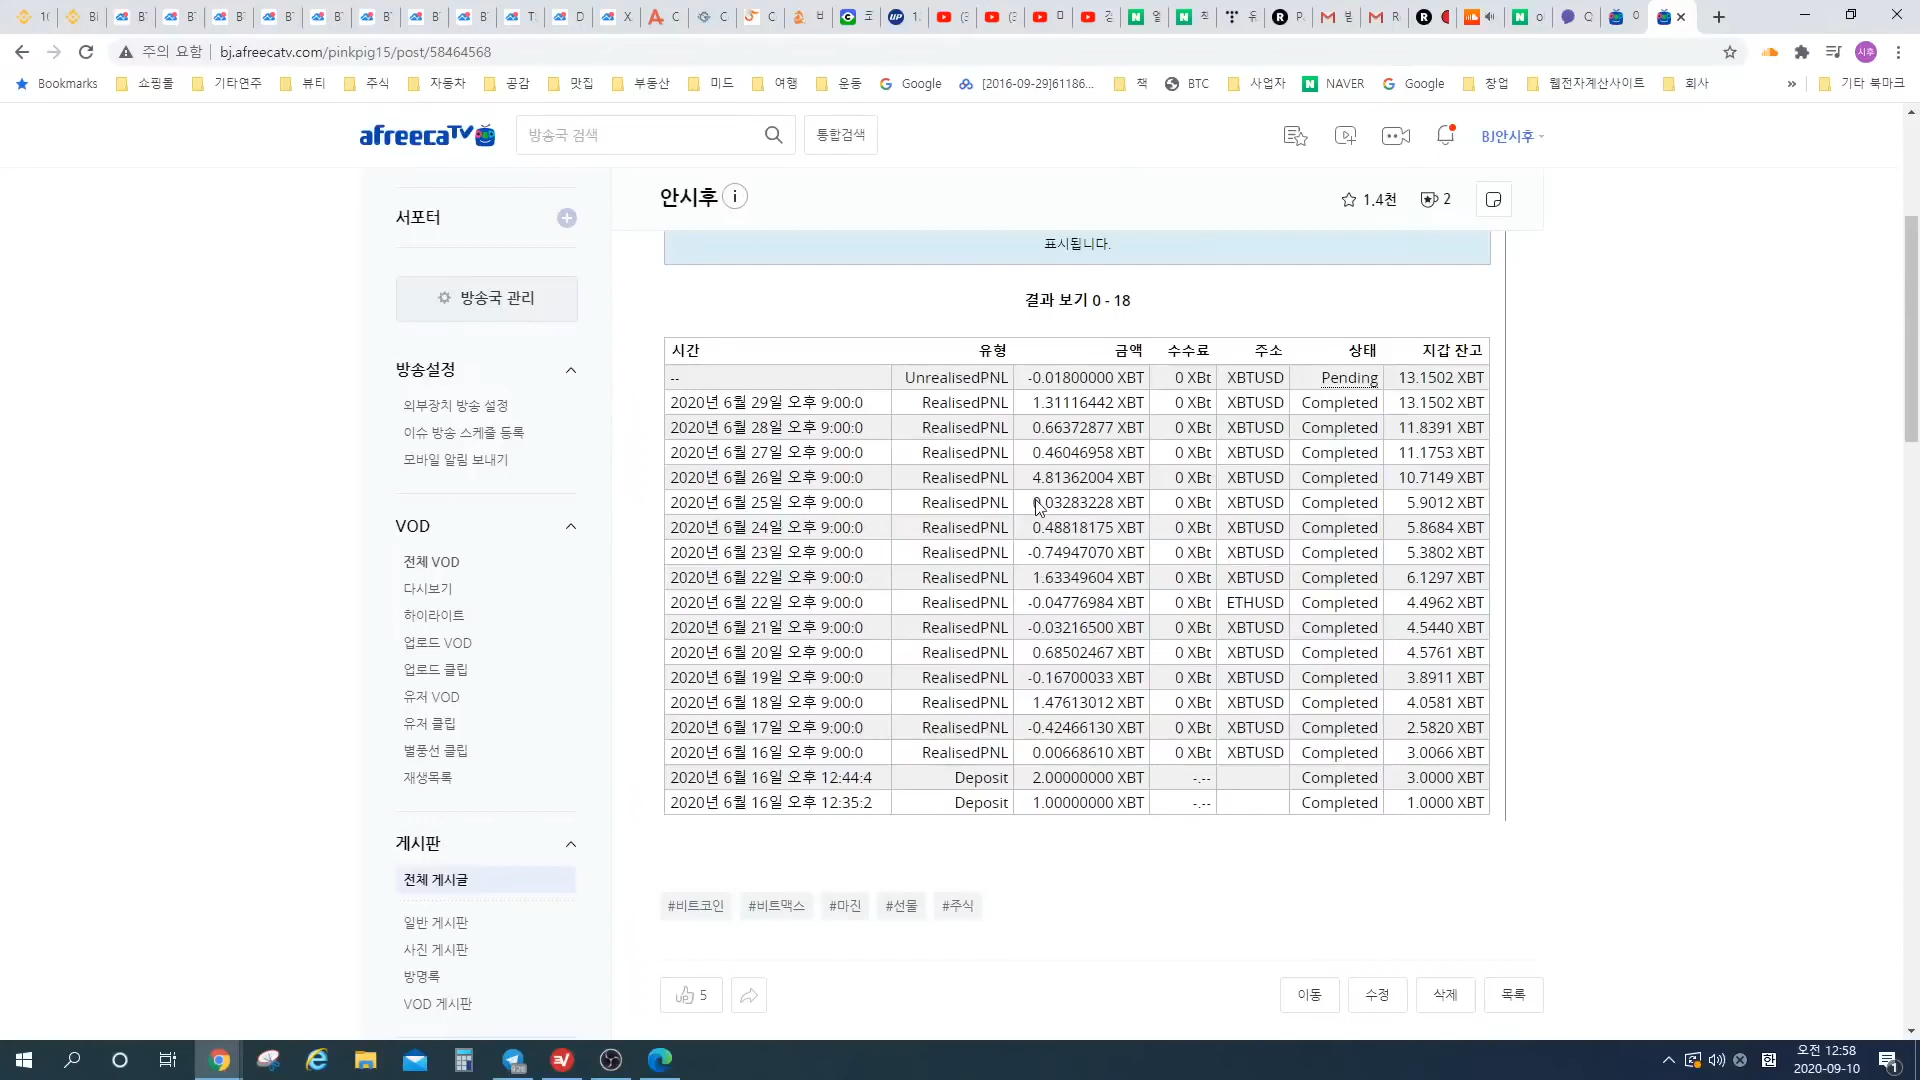 주의 요함 bj.afreecatv.com/pinkpig15/post/58464568 시후
Bookmarks 쇼핑몰 기타연주 뷰티 주식 자동차 공감 맛집 부동산 미드 여행 운동 Google [2016-09-29]61186... 책 BTC 사업자 NAVER Google 창업 웹전자계산사이트 회사 » 기타 북마크
afreecaTV 방송국 검색 통합검색 BJ안시후
서포터
방송국 관리
방송설정
외부장치 방송 설정
이슈 방송 스케줄 등록
모바일 알림 보내기
VOD
전체 VOD
다시보기
하이라이트
업로드 VOD
업로드 클립
유저 VOD
유저 클립
별풍선 클립
재생목록
게시판
전체 게시글
일반 게시판
사진 게시판
방명록
VOD 게시판
안시후 1.4천 2
표시됩니다.
결과 보기 0 - 18
시간 유형 금액 수수료 주소 상태 지갑 잔고
-- UnrealisedPNL -0.01800000 XBT 0 XBt XBTUSD Pending 13.1502 XBT
2020년 6월 29일 오후 9:00:0 RealisedPNL 1.31116442 XBT 0 XBt XBTUSD Completed 13.1502 XBT
2020년 6월 28일 오후 9:00:0 RealisedPNL 0.66372877 XBT 0 XBt XBTUSD Completed 11.8391 XBT
2020년 6월 27일 오후 9:00:0 RealisedPNL 0.46046958 XBT 0 XBt XBTUSD Completed 11.1753 XBT
2020년 6월 26일 오후 9:00:0 RealisedPNL 4.81362004 XBT 0 XBt XBTUSD Completed 10.7149 XBT
2020년 6월 25일 오후 9:00:0 RealisedPNL 0.03283228 XBT 0 XBt XBTUSD Completed 5.9012 XBT
2020년 6월 24일 오후 9:00:0 RealisedPNL 0.48818175 XBT 0 XBt XBTUSD Completed 5.8684 XBT
2020년 6월 23일 오후 9:00:0 RealisedPNL -0.74947070 XBT 0 XBt XBTUSD Completed 5.3802 XBT
2020년 6월 22일 오후 9:00:0 RealisedPNL 1.63349604 XBT 0 XBt XBTUSD Completed 6.1297 XBT
2020년 6월 22일 오후 9:00:0 RealisedPNL -0.04776984 XBT 0 XBt ETHUSD Completed 4.4962 XBT
2020년 6월 21일 오후 9:00:0 RealisedPNL -0.03216500 XBT 0 XBt XBTUSD Completed 4.5440 XBT
2020년 6월 20일 오후 9:00:0 RealisedPNL 0.68502467 XBT 0 XBt XBTUSD Completed 4.5761 XBT
2020년 6월 19일 오후 9:00:0 RealisedPNL -0.16700033 XBT 0 XBt XBTUSD Completed 3.8911 XBT
2020년 6월 18일 오후 9:00:0 RealisedPNL 1.47613012 XBT 0 XBt XBTUSD Completed 4.0581 XBT
2020년 6월 17일 오후 9:00:0 RealisedPNL -0.42466130 XBT 0 XBt XBTUSD Completed 2.5820 XBT
2020년 6월 16일 오후 9:00:0 RealisedPNL 0.00668610 XBT 0 XBt XBTUSD Completed 3.0066 XBT
2020년 6월 16일 오후 12:44:4 Deposit 2.00000000 XBT -.-- Completed 3.0000 XBT
2020년 6월 16일 오후 12:35:2 Deposit 1.00000000 XBT -.-- Completed 1.0000 XBT
#비트코인 #비트맥스 #마진 #선물 #주식
5 이동 수정 삭제 목록
한 오전 12:58
2020-09-10